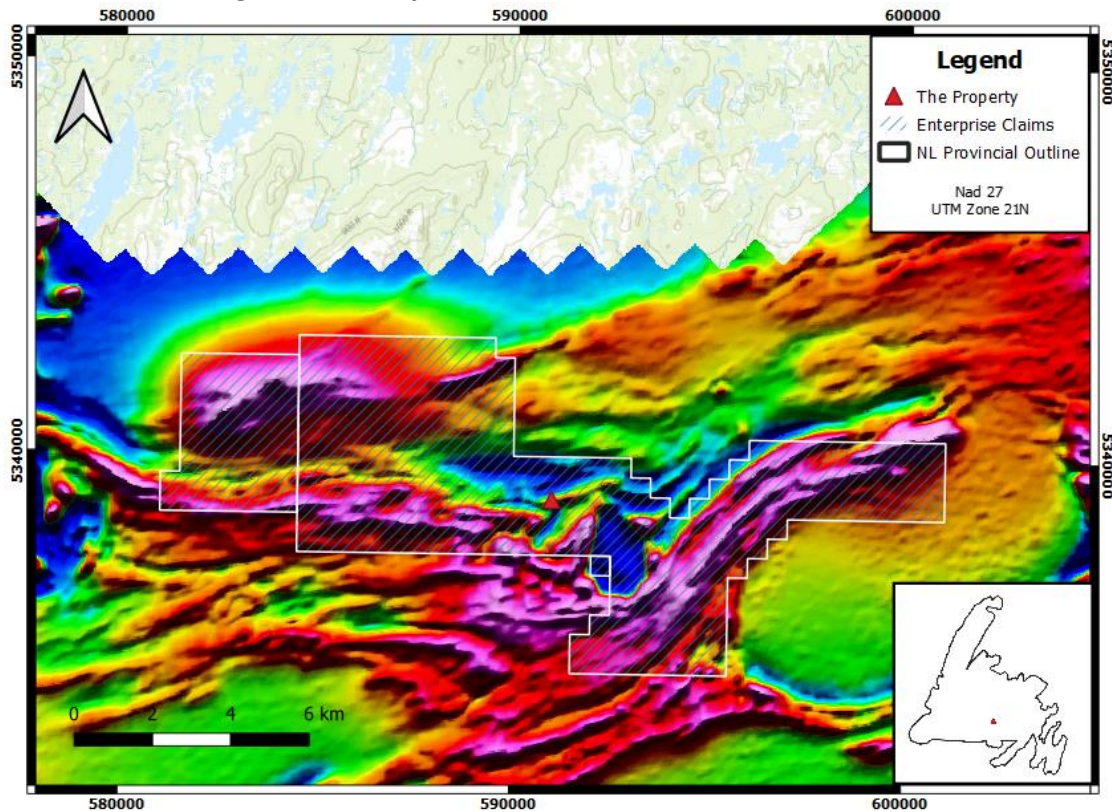 580000
590000
600000
5350000
5350000
Legend
The Property
Enterprise Claims
NL Provincial Outline
Nad 27
UTM Zone 21N
5340000
5340000
0 2 4 6 km
580000
590000
600000